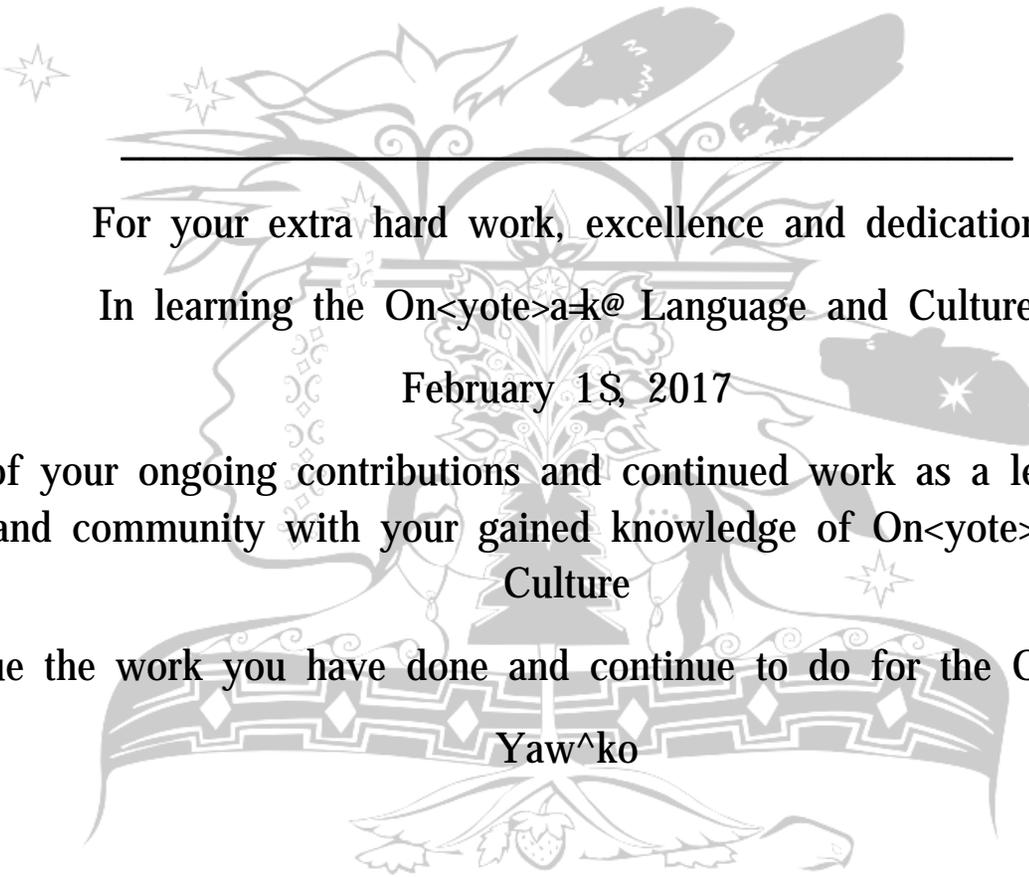 For your extra hard work, excellence and dedication
In learning the On<yote>a=k@ Language and Culture
February 1$, 2017
of your ongoing contributions and continued work as a le
and community with your gained knowledge of On<yote>
Culture
ue the work you have done and continue to do for the
Yaw^ko